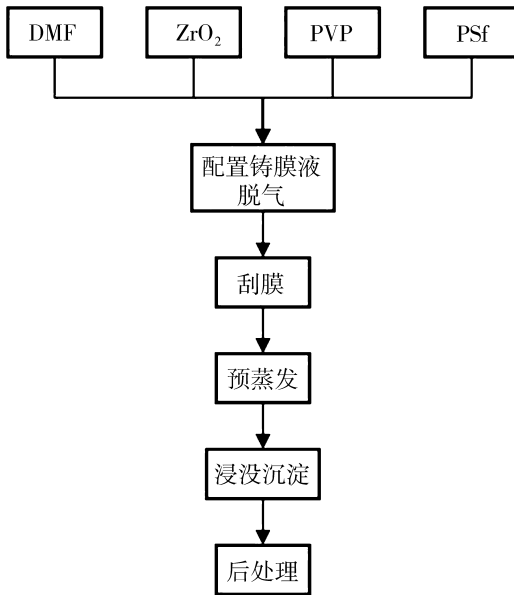 DMF
ZrO₂
PVP
PSf
配置铸膜液
脱气
刮膜
预蒸发
浸没沉淀
后处理